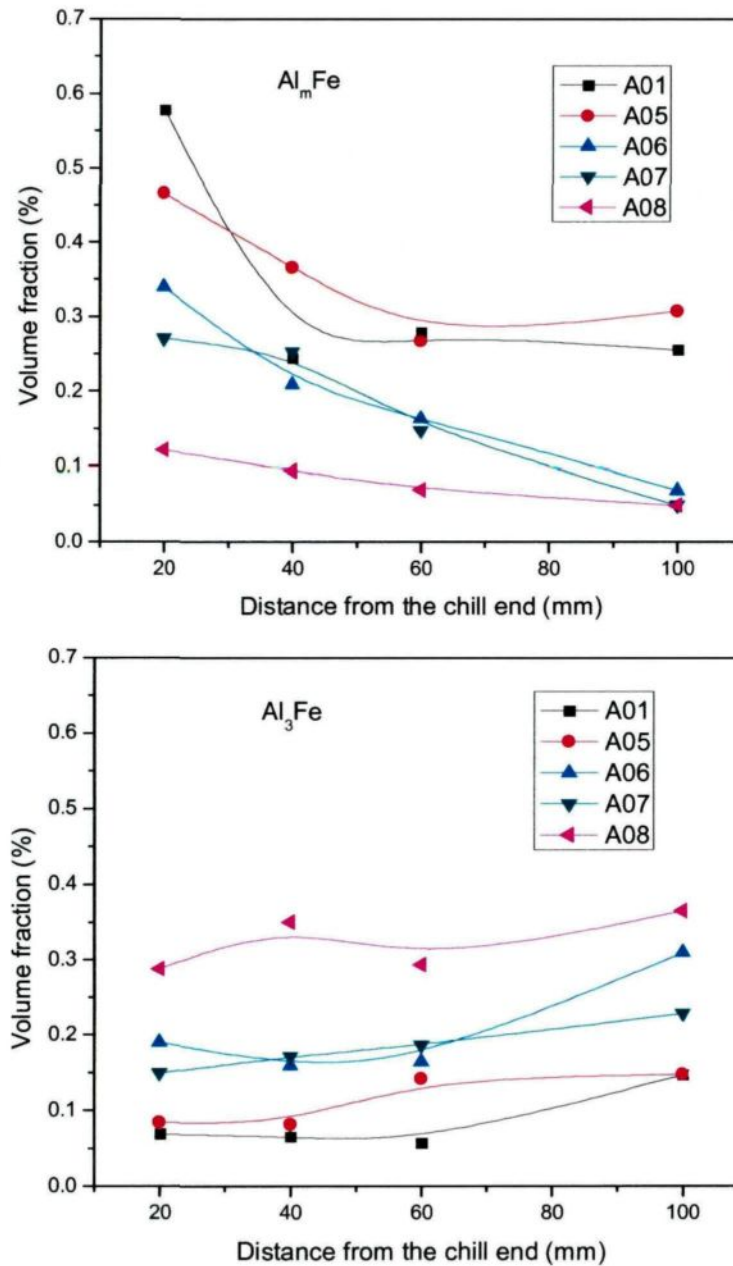 0.7
0.6
0.5
0.4
0.3
0.2
0.1
0.0
Volume fraction (%)
AlmFe
A01
A05
A06
A07
A08
20 40 60 80 100
Distance from the chill end (mm)
0.7
0.6
0.5
0.4
0.3
0.2
0.1
0.0
Volume fraction (%)
Al3Fe
A01
A05
A06
A07
A08
20 40 60 80 100
Distance from the chill end (mm)